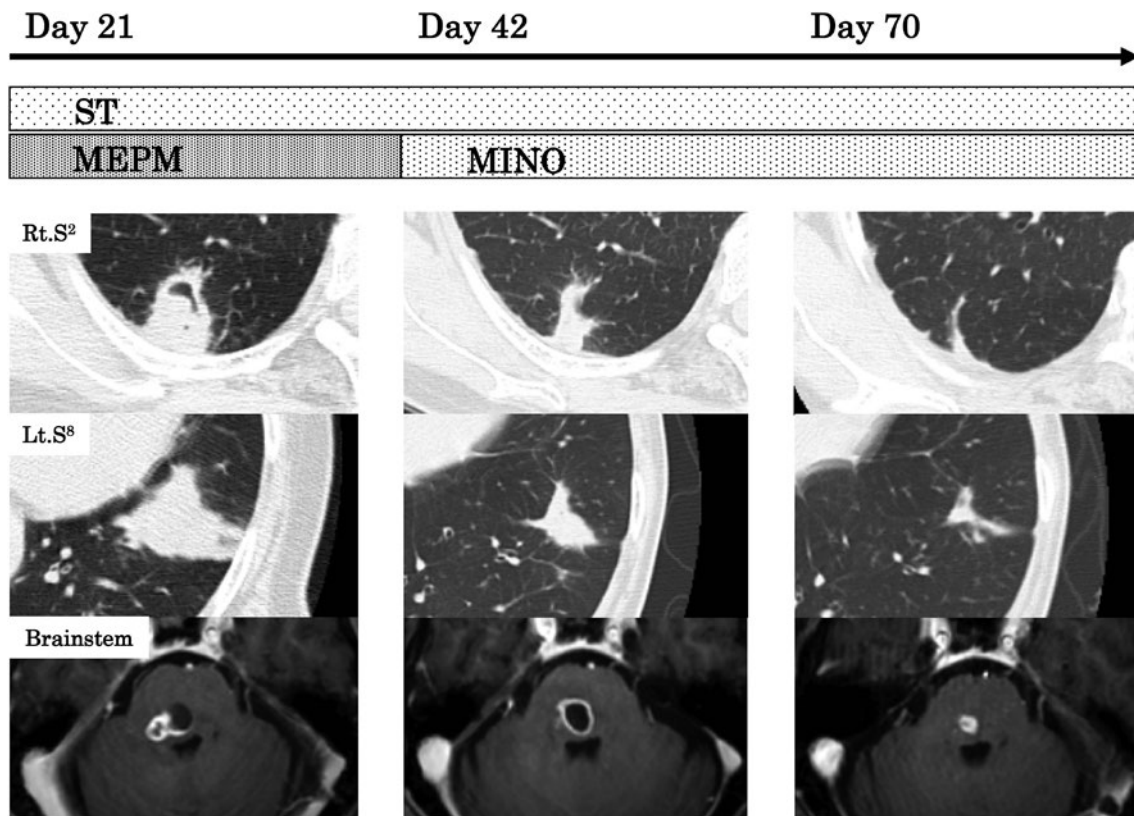 Day 21 Day 42 Day 70
ST
MEPM MINO
Rt.S²
Lt.S⁸
Brainstem